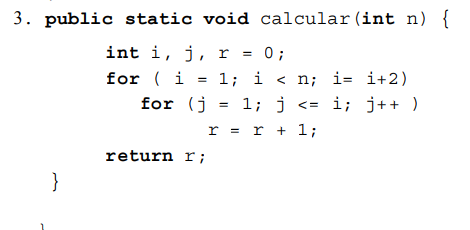 3. public static void calcular(int n) {
int i, j, r = 0;
for ( i = 1; i < n; i= i+2)
for (j = 1; j <= i; j++ )
r = r + 1;
return r;
}